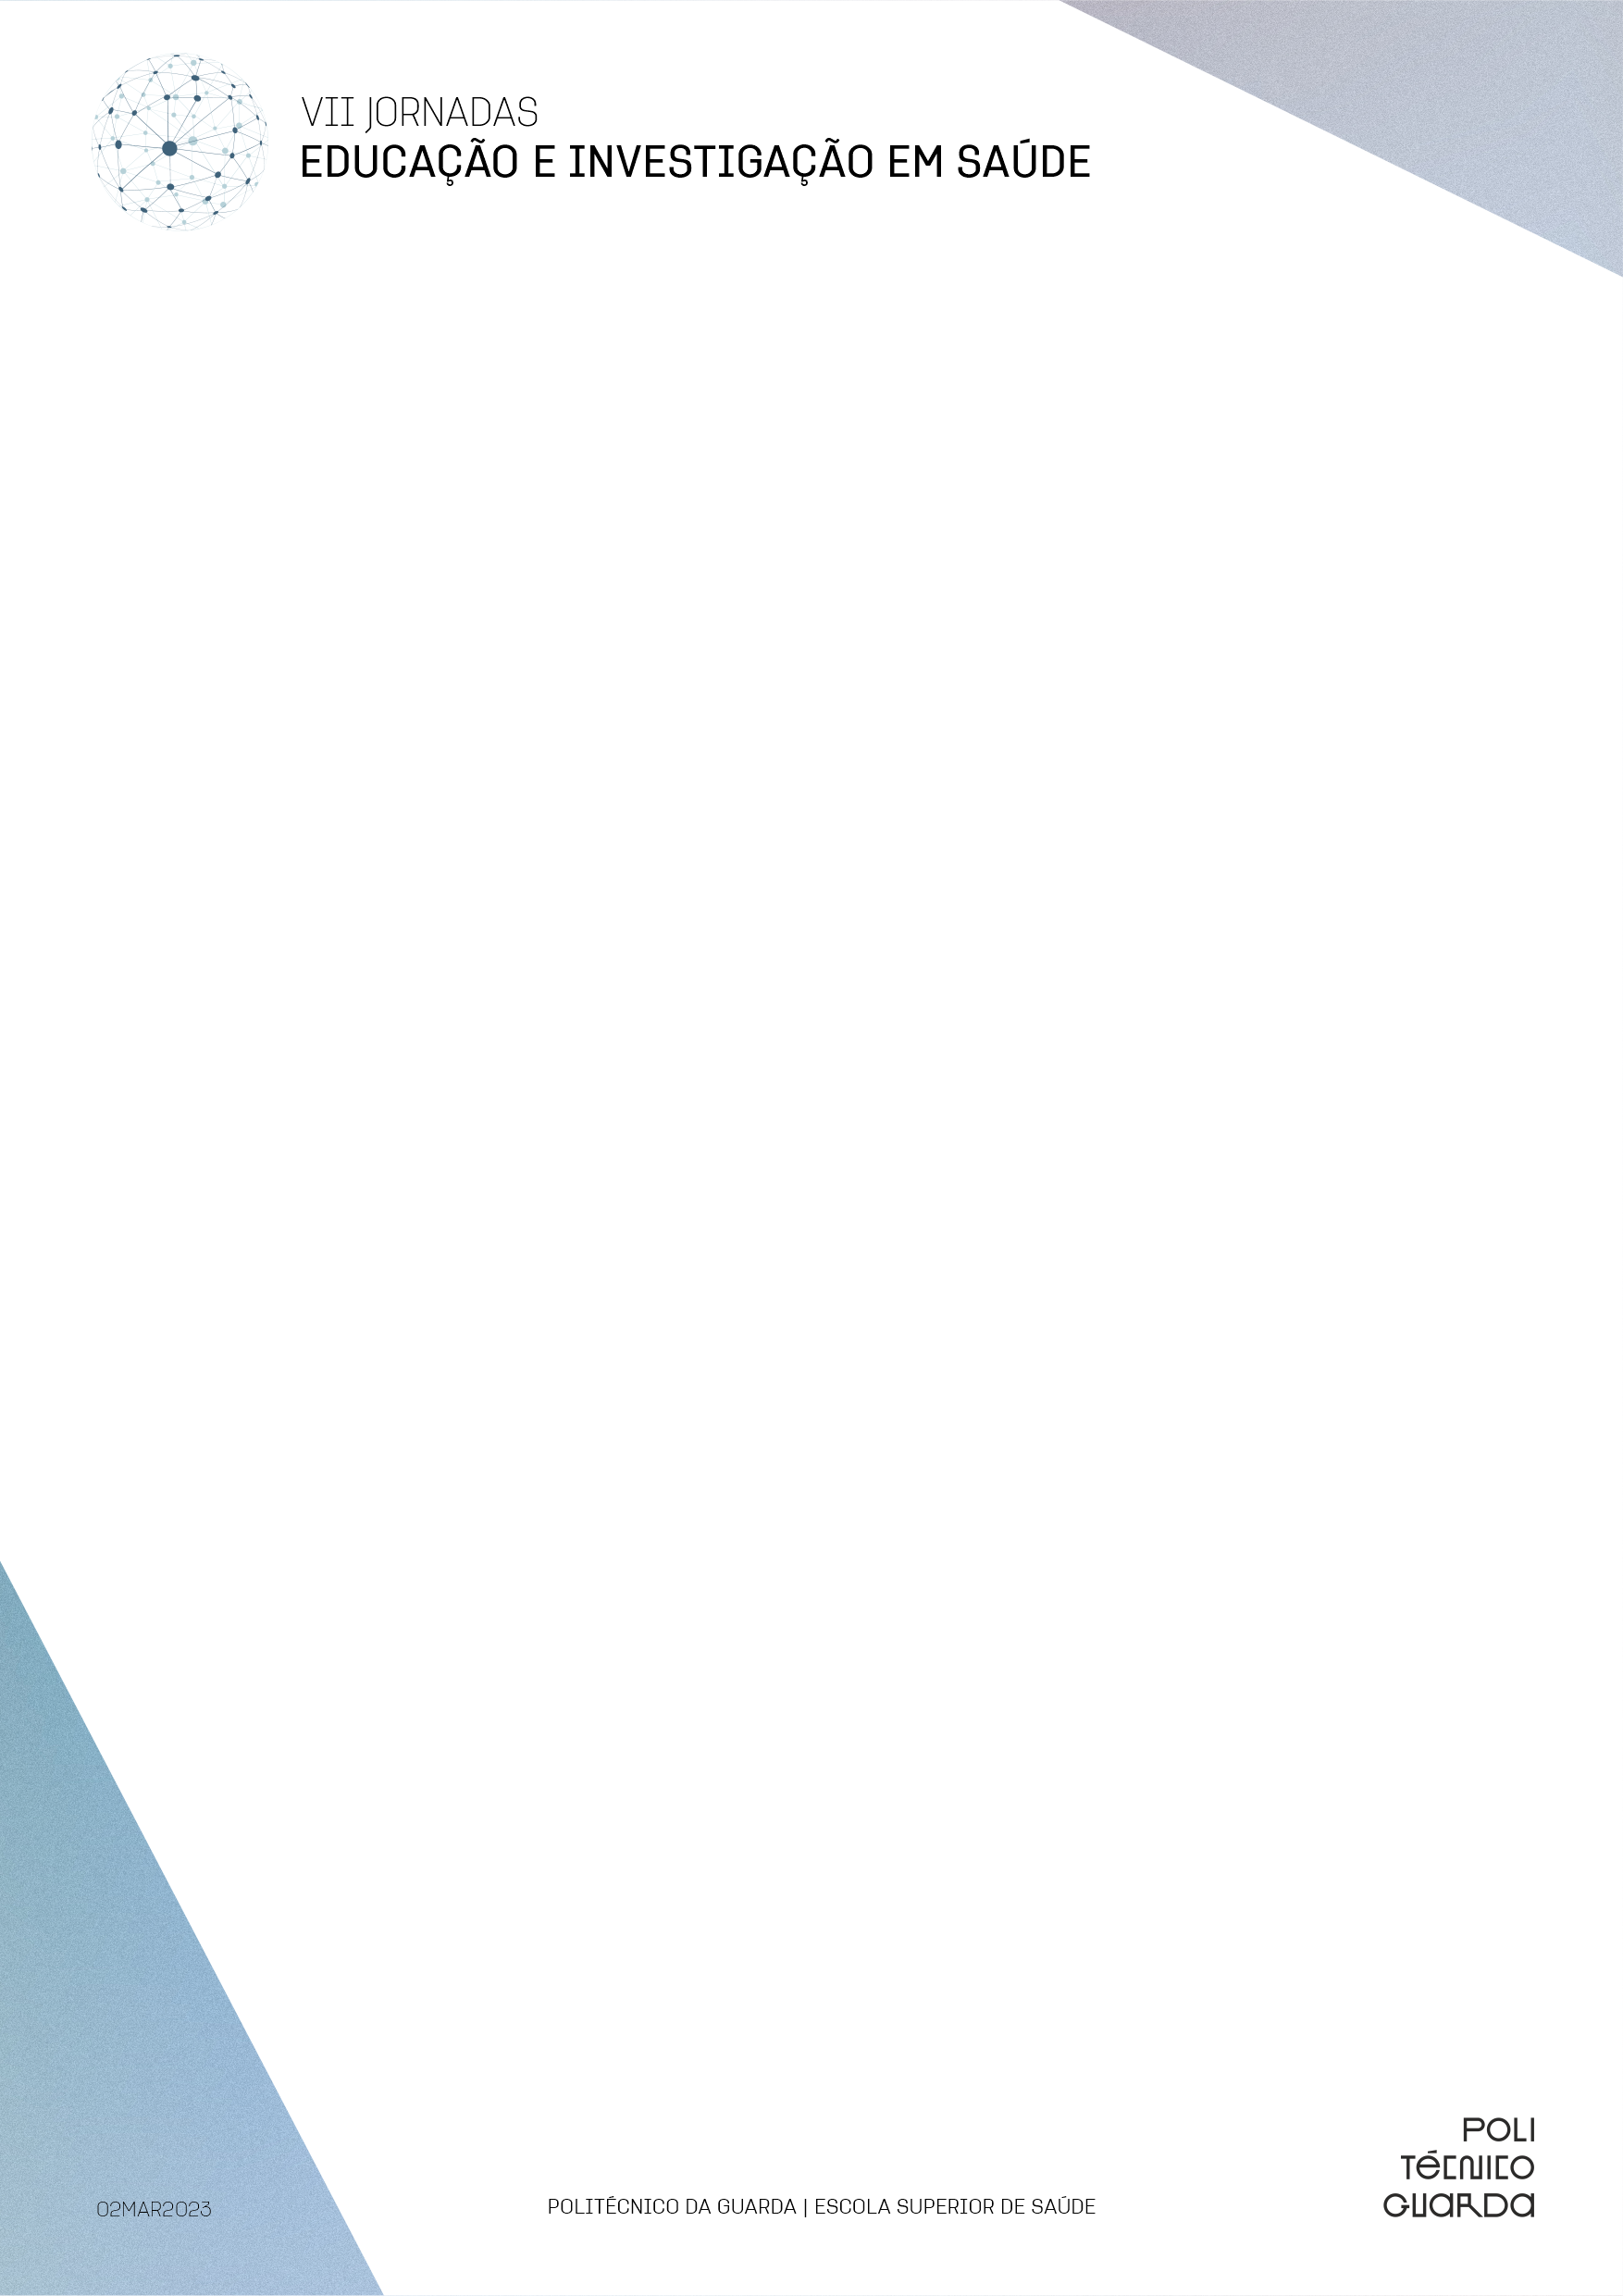 VII JORNADAS
EDUCAÇÃO E INVESTIGAÇÃO EM SAÚDE
02MAR2023
POLITÉCNICO DA GUARDA | ESCOLA SUPERIOR DE SAÚDE
POLI
TÉCNICO
GUARDA